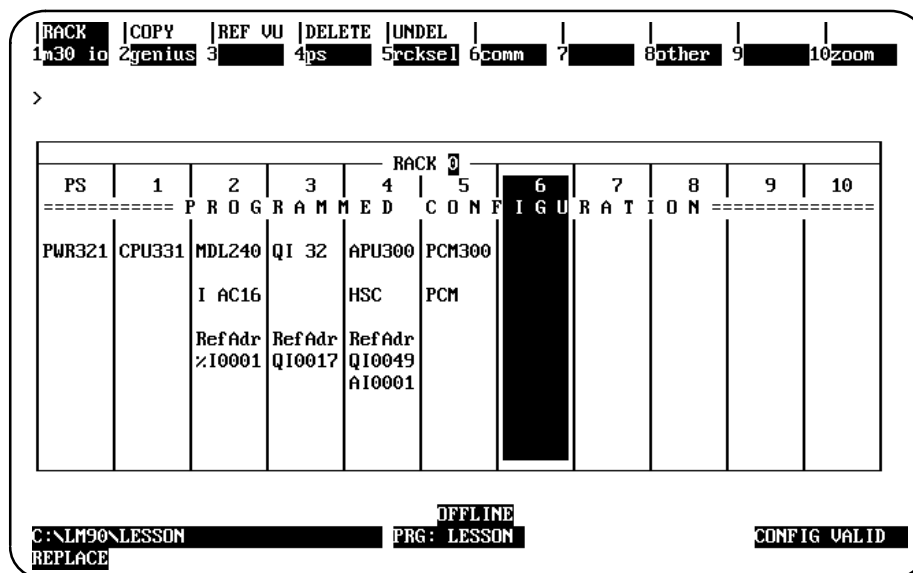 RACK |COPY |REF VU |DELETE |UNDEL | | | | |
1m30 io 2genius 3 4ps 5rcksel 6comm 7 8other 9 10zoom
>
RACK 0
PS 1 2 3 4 5 6 7 8 9 10
============= P R O G R A M M E D C O N F I G U R A T I O N ===============
PWR321 CPU331 MDL240 QI 32 APU300 PCM300
I AC16 HSC PCM
RefAdr RefAdr RefAdr
%I0001 QI0017 QI0049
AI0001
OFFLINE
C:\LM90\LESSON PRG: LESSON CONFIG VALID
REPLACE